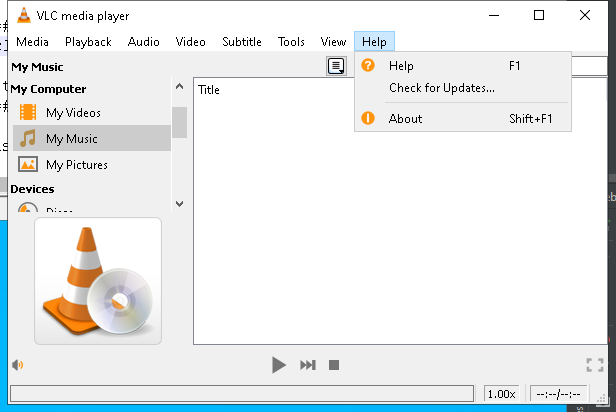 VLC media player
Media Playback Audio Video Subtitle Tools View Help
My Music
Help F1
Check for Updates...
About Shift+F1
My Computer
My Videos
My Music
My Pictures
Devices
Discs
Title
1.00x
--:--/--:--